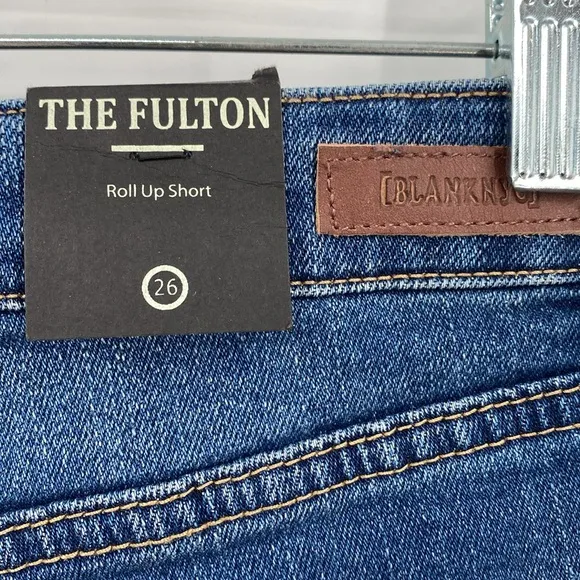 THE FULTON
Roll Up Short
26
[BLANKNYC]